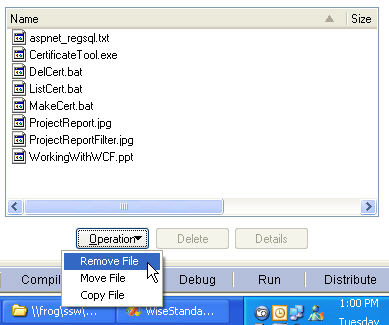 Name Size
aspnet_regsql.txt
CertificateTool.exe
DelCert.bat
ListCert.bat
MakeCert.bat
ProjectReport.jpg
ProjectReportFilter.jpg
WorkingWithWCF.ppt
Operation Delete Details
Remove File
Move File
Copy File
Compil Debug Run Distribute
\\frog\ssw\ WiseStanda... 1:00 PM
Tuesday